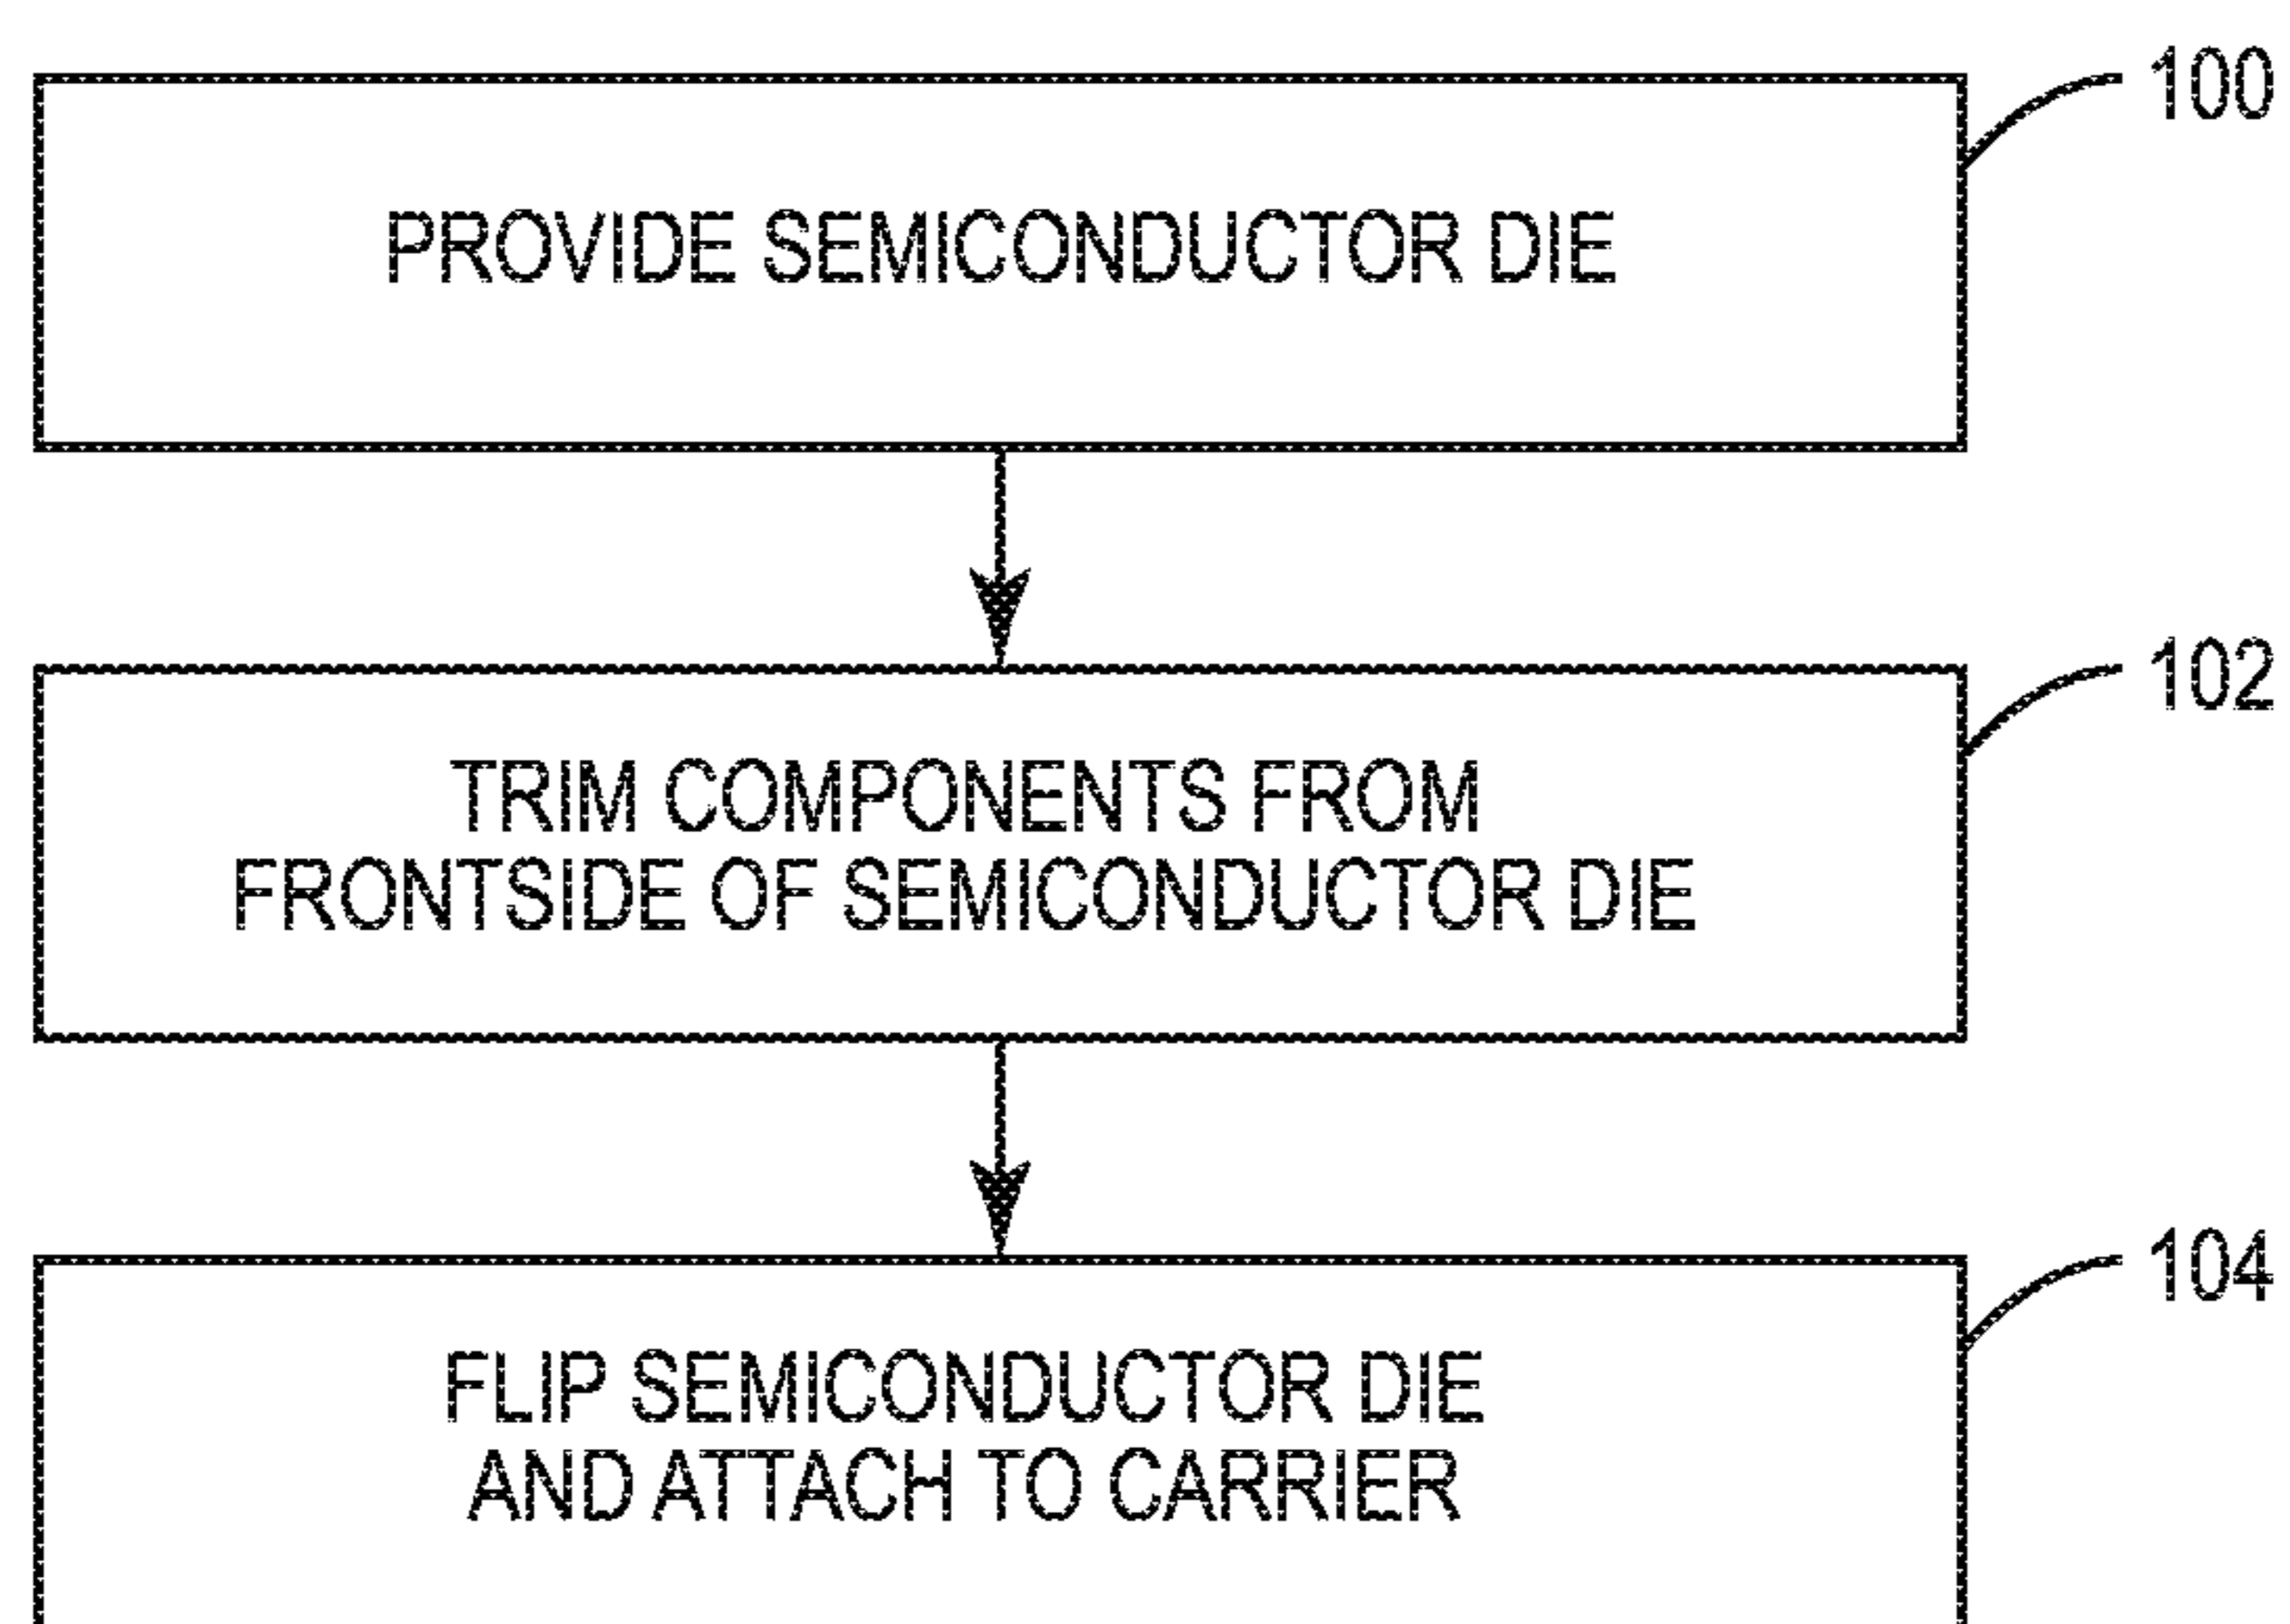 100
PROVIDE SEMICONDUCTOR DIE
102
TRIM COMPONENTS FROM
FRONTSIDE OF SEMICONDUCTOR DIE
104
FLIP SEMICONDUCTOR DIE
AND ATTACH TO CARRIER